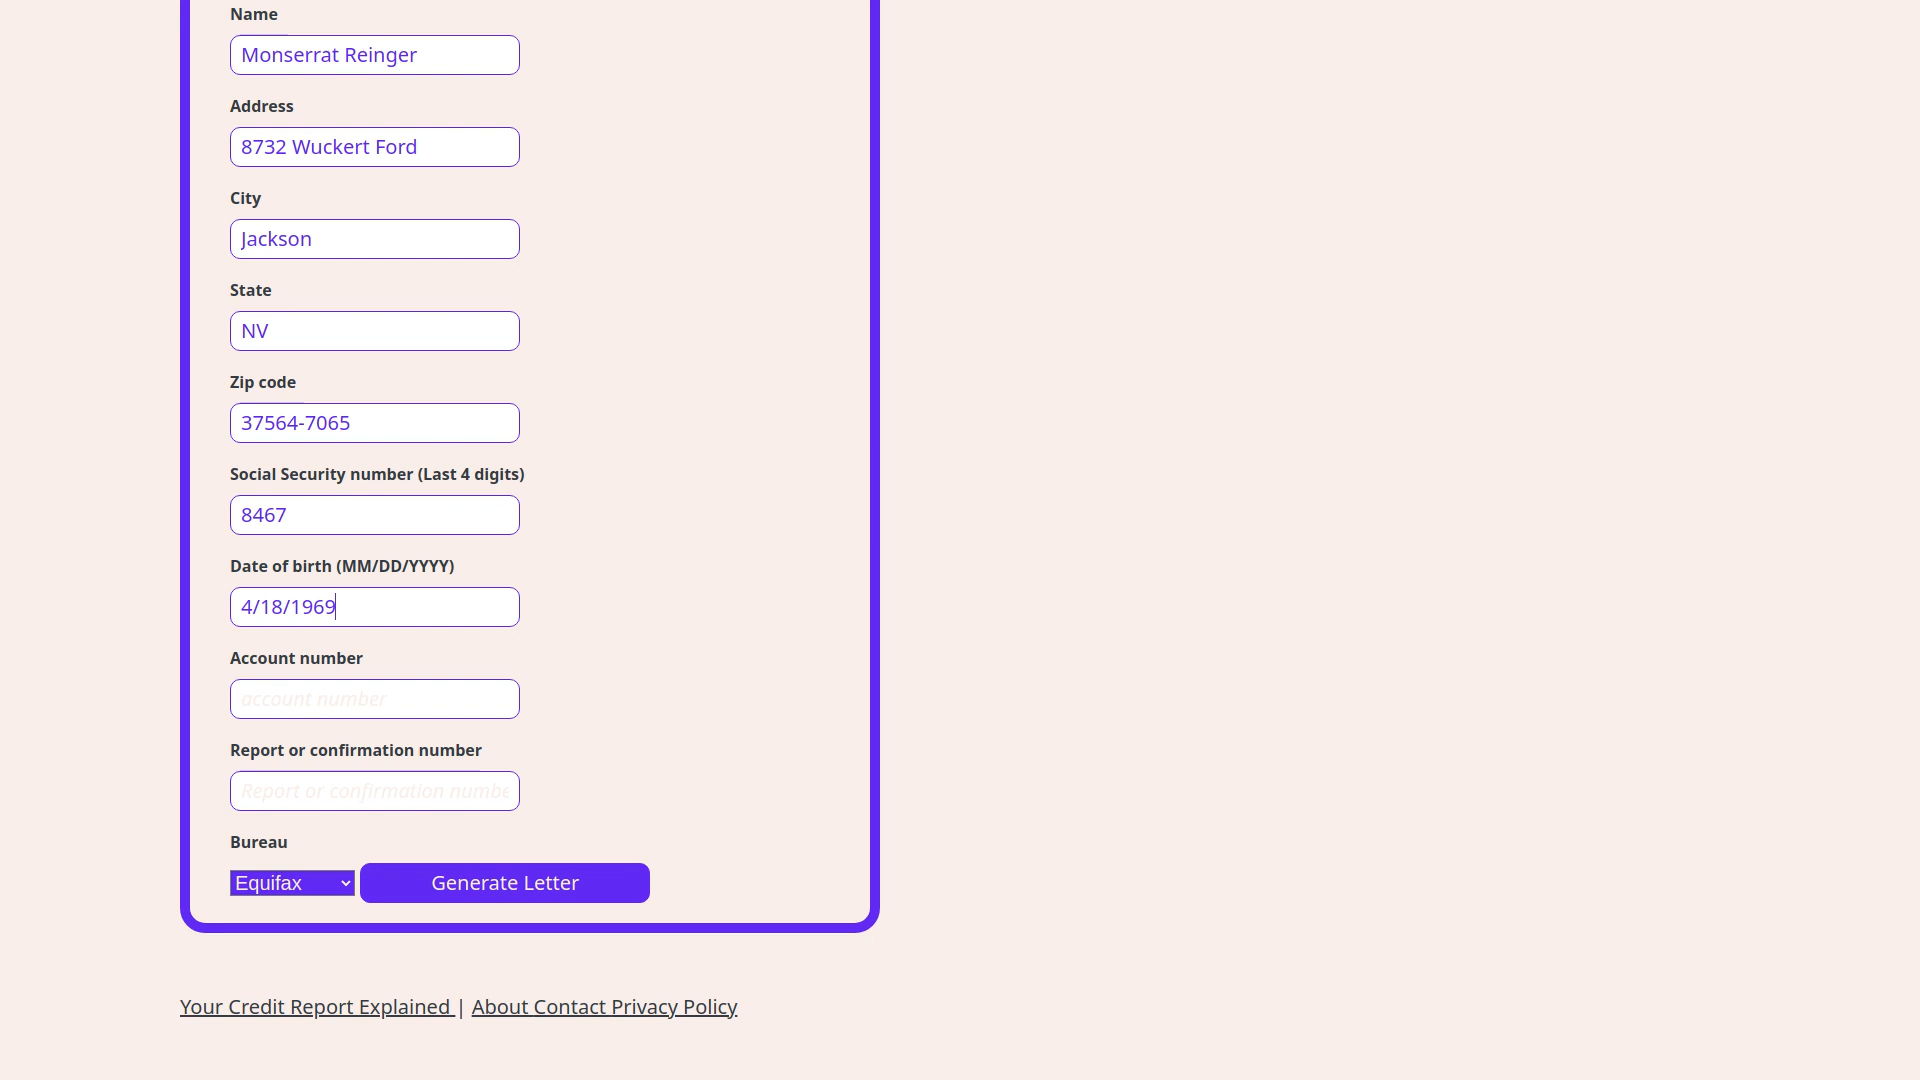 Name
Monserrat Reinger
Address
8732 Wuckert Ford
City
Jackson
State
NV
Zip code
37564-7065
Social Security number (Last 4 digits)
8467
Date of birth (MM/DD/YYYY)
4/18/1969
Account number
account number
Report or confirmation number
Report or confirmation numbe
Bureau
Equifax Generate Letter
Your Credit Report Explained | About Contact Privacy Policy